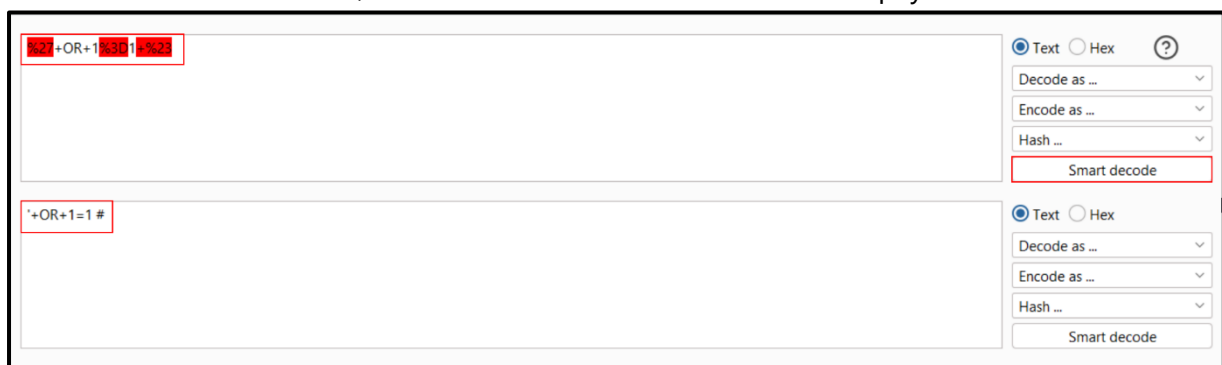 %27+OR+1%3D1+%23
Text Hex ?
Decode as ...
Encode as ...
Hash ...
Smart decode
'+OR+1=1 #
Text Hex
Decode as ...
Encode as ...
Hash ...
Smart decode